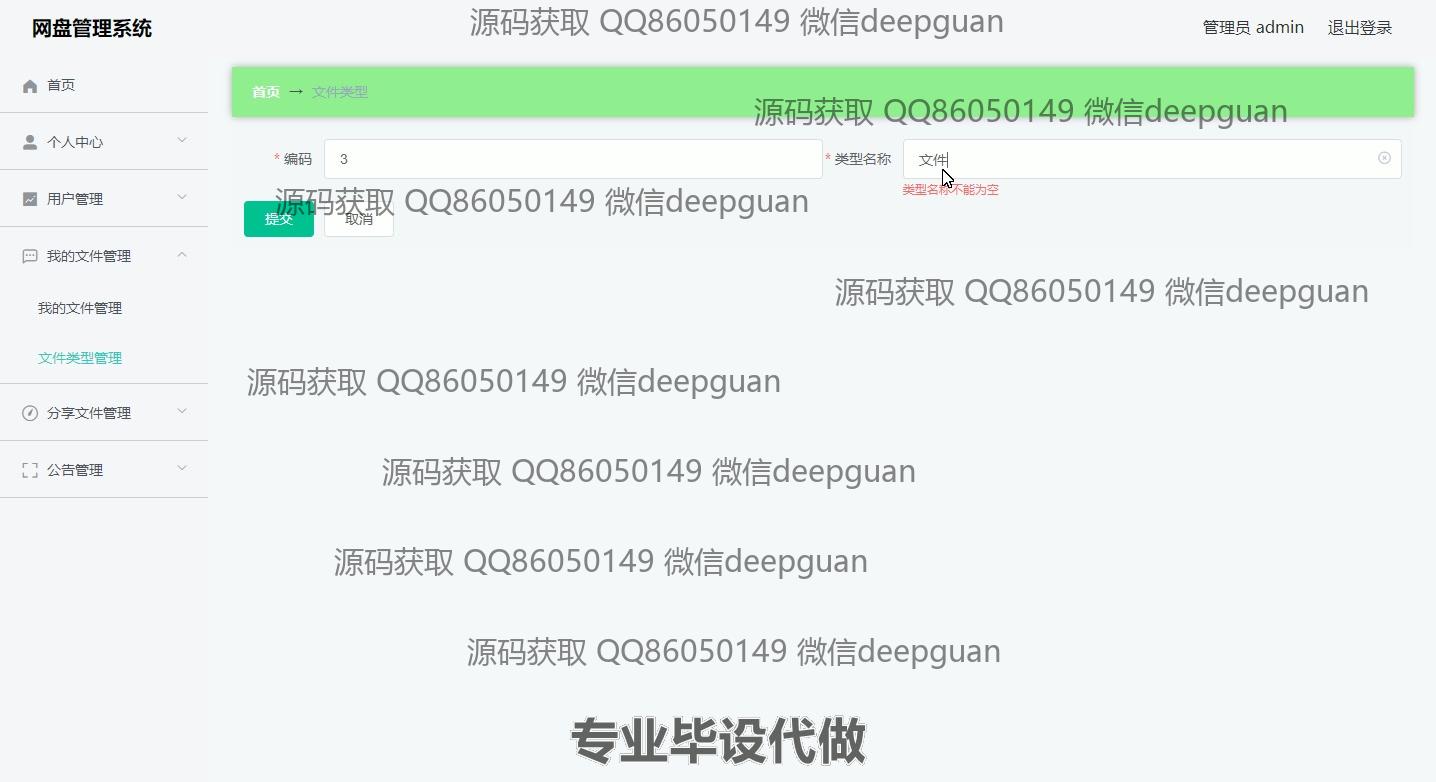 网盘管理系统
源码获取 QQ86050149 微信deepguan
管理员 admin
退出登录
首页
首页 → 文件类型
源码获取 QQ86050149 微信deepguan
个人中心
* 编码 3
* 类型名称 文件
类型名称不能为空
用户管理
源码获取 QQ86050149 微信deepguan
提交
取消
我的文件管理
源码获取 QQ86050149 微信deepguan
我的文件管理
文件类型管理
源码获取 QQ86050149 微信deepguan
分享文件管理
公告管理
源码获取 QQ86050149 微信deepguan
源码获取 QQ86050149 微信deepguan
源码获取 QQ86050149 微信deepguan
专业毕设代做